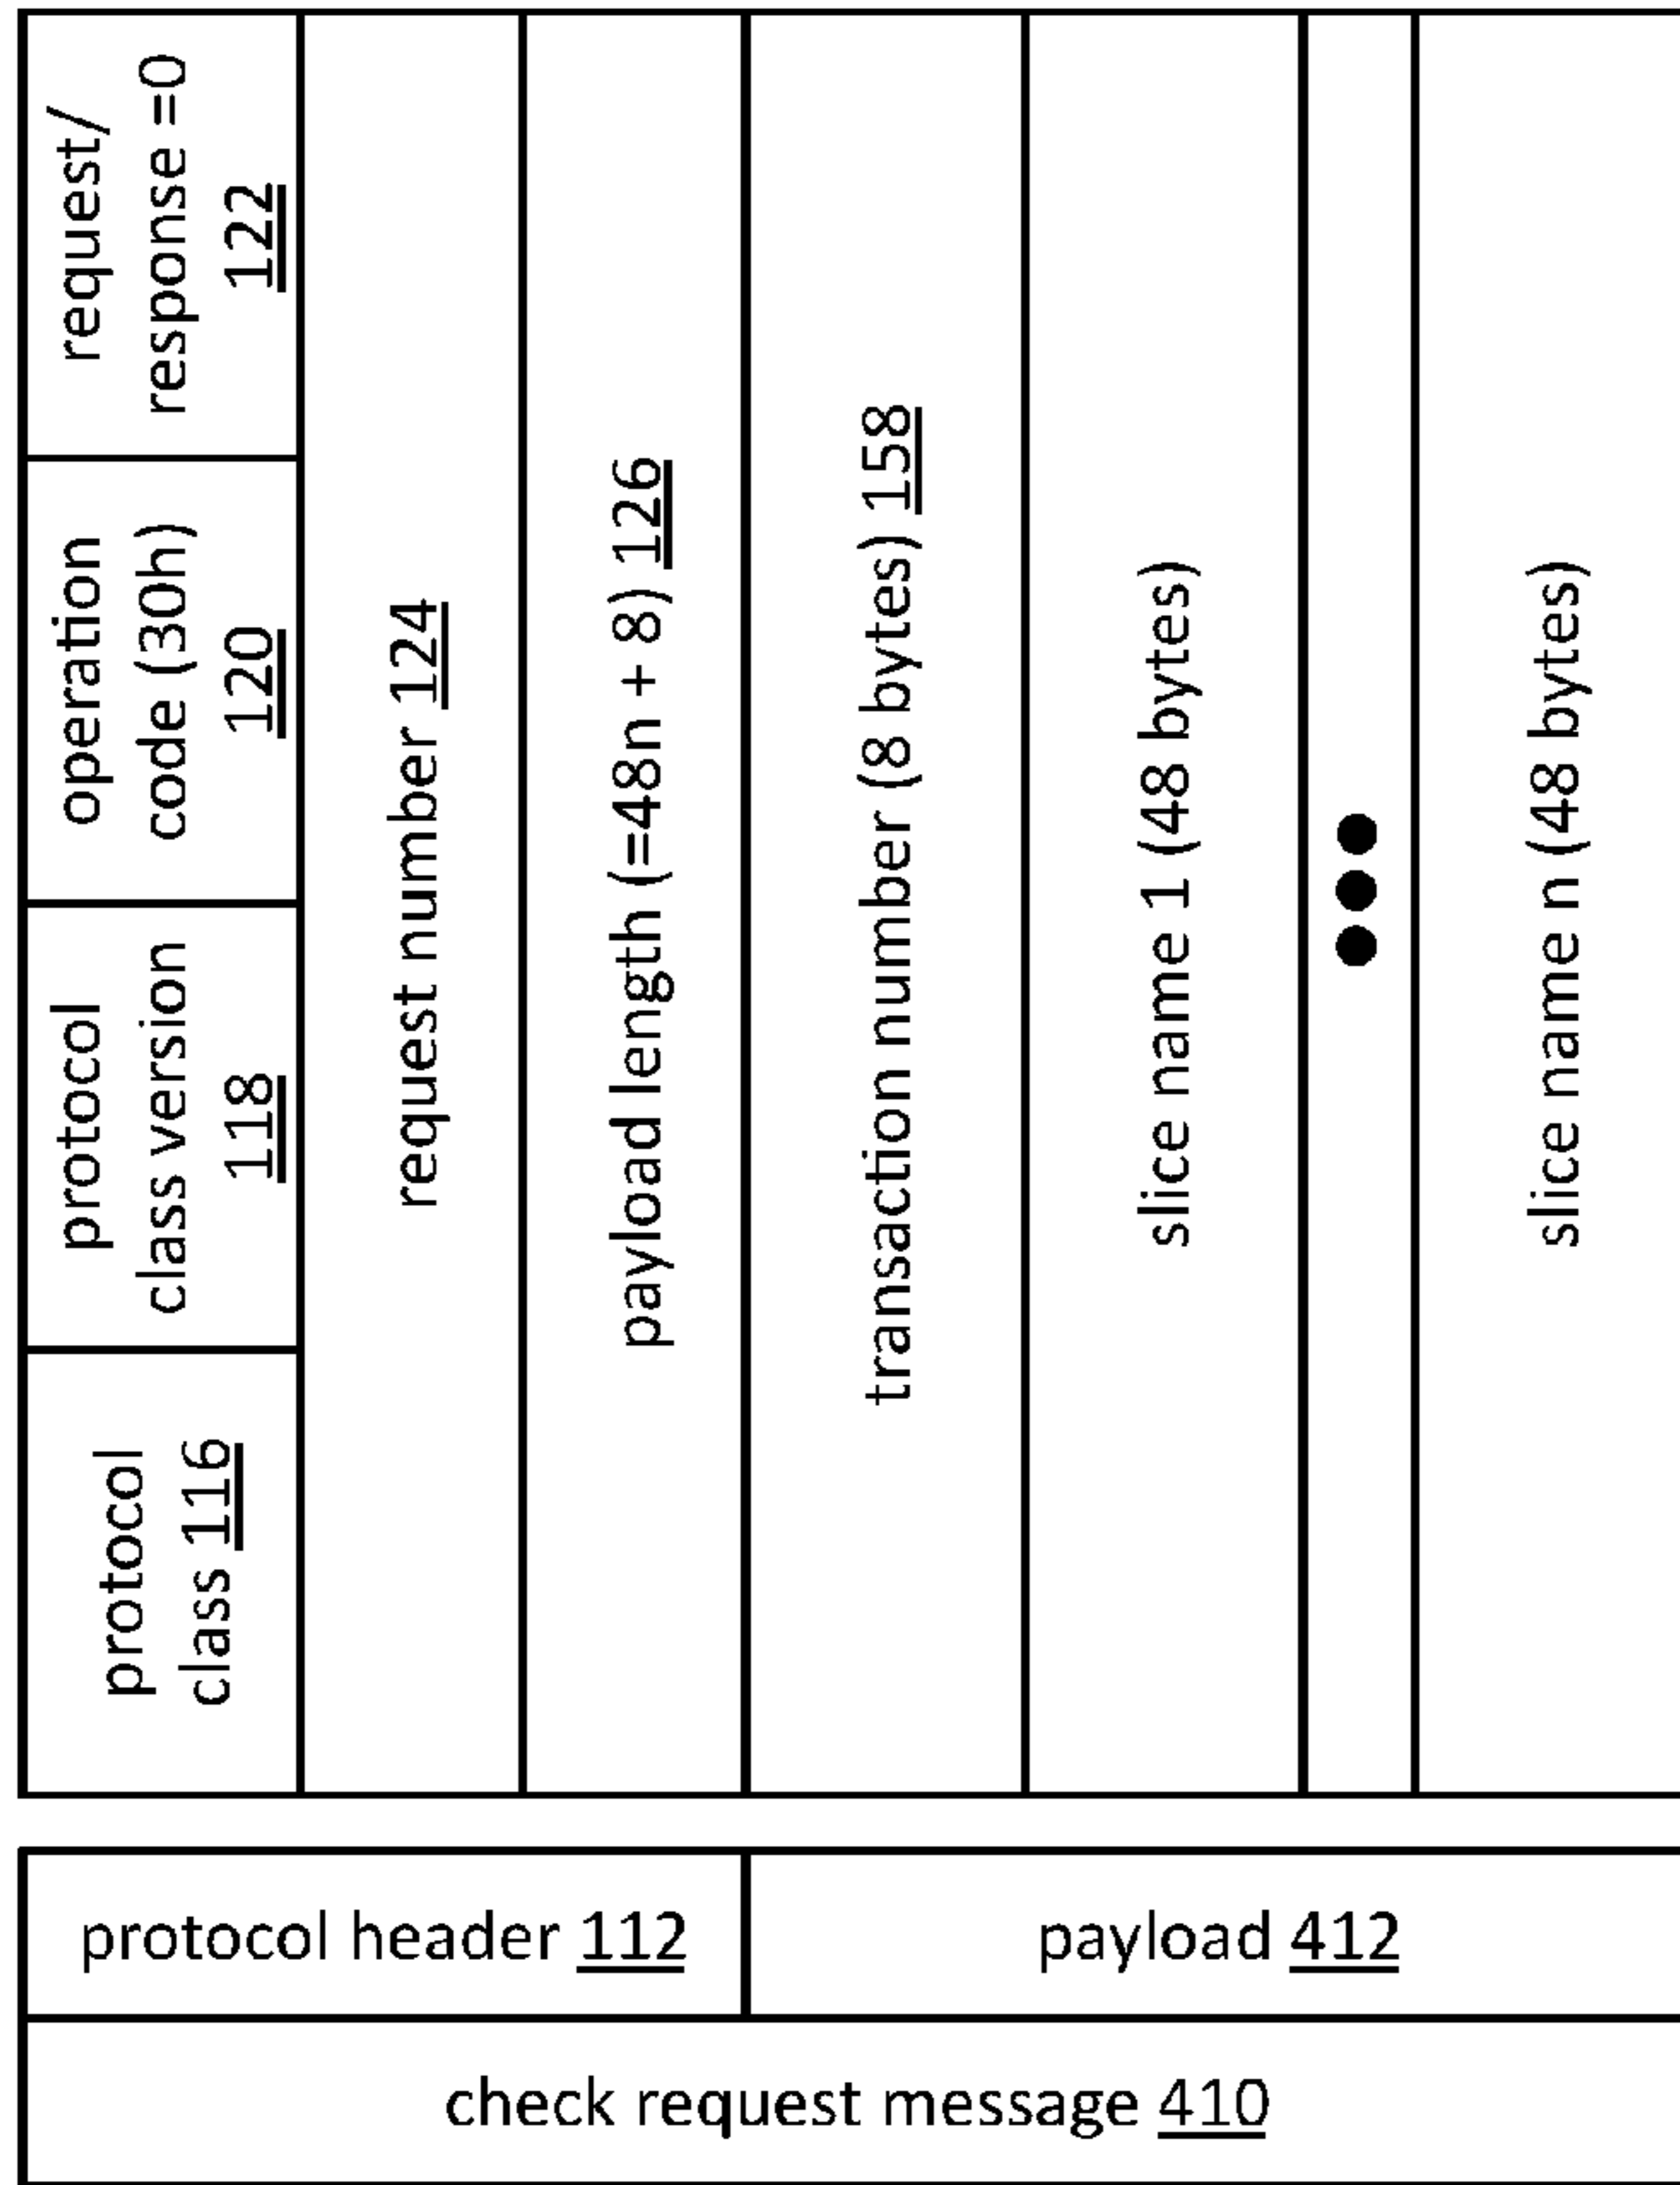 protocol
class 116
protocol
class version
118
operation
code (30h)
120
request/
response =0
122
request number 124
payload length (=48n + 8) 126
transaction number (8 bytes) 158
slice name 1 (48 bytes)
slice name n (48 bytes)
protocol header 112
payload 412
check request message 410